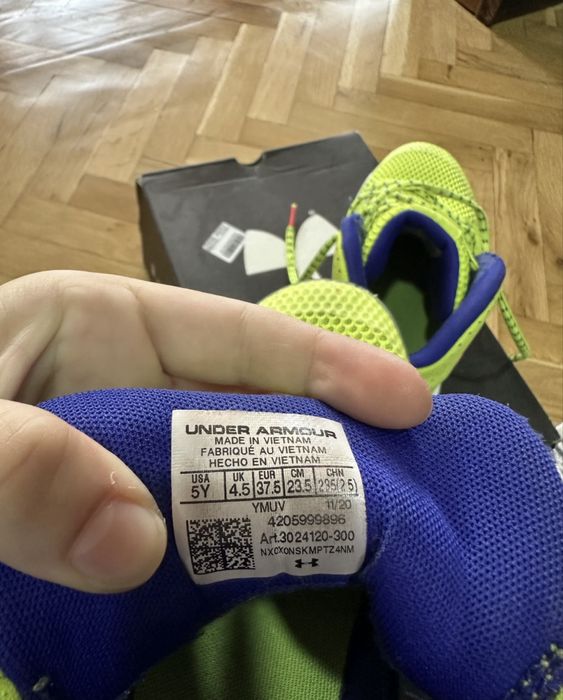 UNDER ARMOUR
MADE IN VIETNAM
FABRIQUÉ AU VIETNAM
HECHO EN VIETNAM
USA UK EUR CM CHN
5Y 4.5 37.5 23.5 235(2.5)
YMUV 11/20
4205999896
Art.3024120-300
NXCXONSKMPTZ4NM